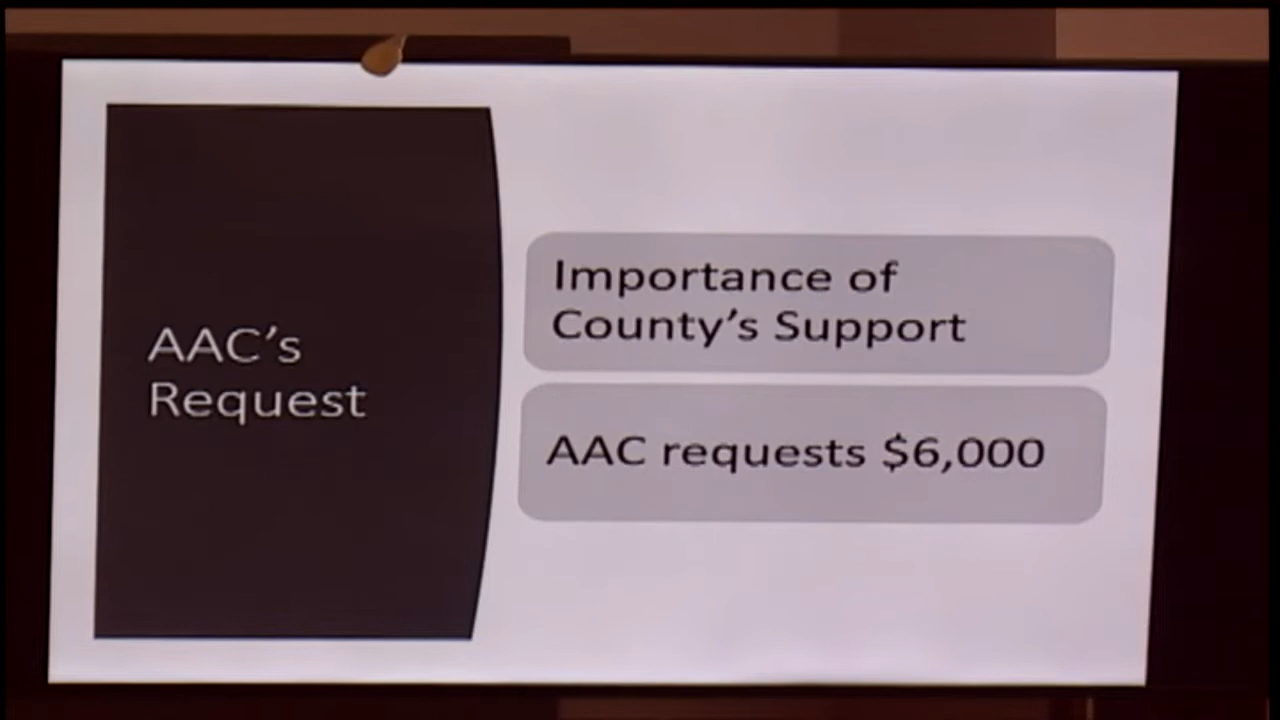 AAC’s
Request
Importance of
County’s Support
AAC requests $6,000